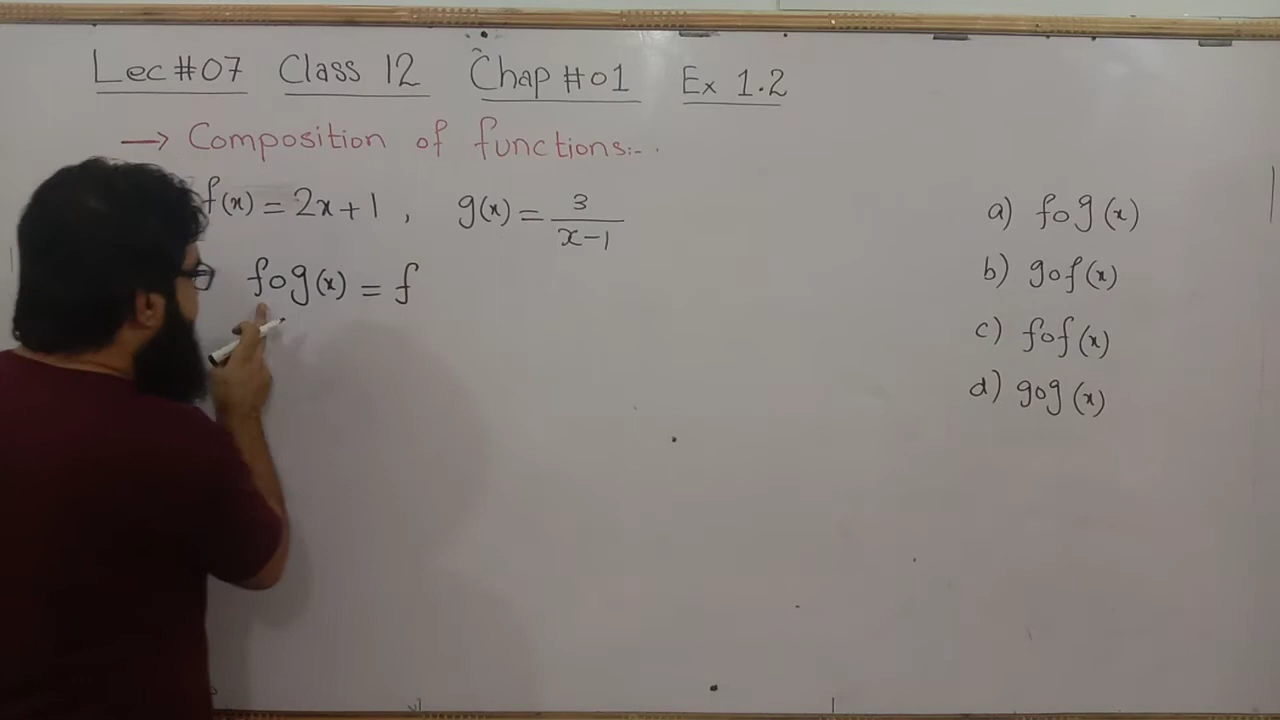 Lec #07 Class 12 Chap #01 Ex 1.2
→ Composition of functions:-
f(x) = 2x+1 , g(x) = 3/(x-1)
fog(x) = f
a) fog(x)
b) gof(x)
c) fof(x)
d) gog(x)